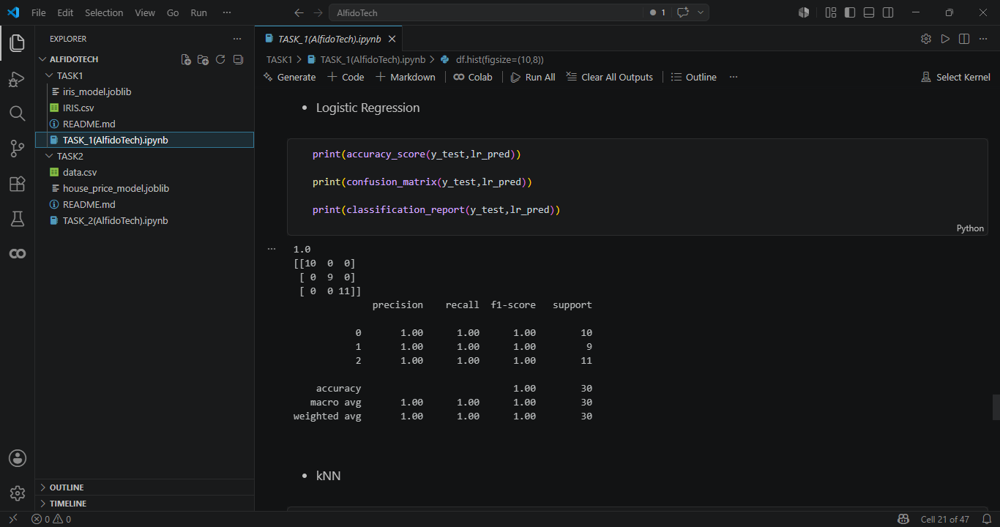 File Edit Selection View Go Run ···
AlfidoTech
1
EXPLORER
ALFIDOTECH
TASK1
iris_model.joblib
IRIS.csv
README.md
TASK_1(AlfidoTech).ipynb
TASK2
data.csv
house_price_model.joblib
README.md
TASK_2(AlfidoTech).ipynb
OUTLINE
TIMELINE
TASK_1(AlfidoTech).ipynb
TASK1 > TASK_1(AlfidoTech).ipynb > df.hist(figsize=(10,8))
Generate + Code + Markdown Colab Run All Clear All Outputs Outline ··· Select Kernel
• Logistic Regression
print(accuracy_score(y_test,lr_pred))
print(confusion_matrix(y_test,lr_pred))
print(classification_report(y_test,lr_pred))
Python
1.0
[[10  0  0]
 [ 0  9  0]
 [ 0  0 11]]
              precision    recall  f1-score   support
           0       1.00      1.00      1.00        10
           1       1.00      1.00      1.00         9
           2       1.00      1.00      1.00        11
    accuracy                           1.00        30
   macro avg       1.00      1.00      1.00        30
weighted avg       1.00      1.00      1.00        30
• kNN
0 0
Cell 21 of 47